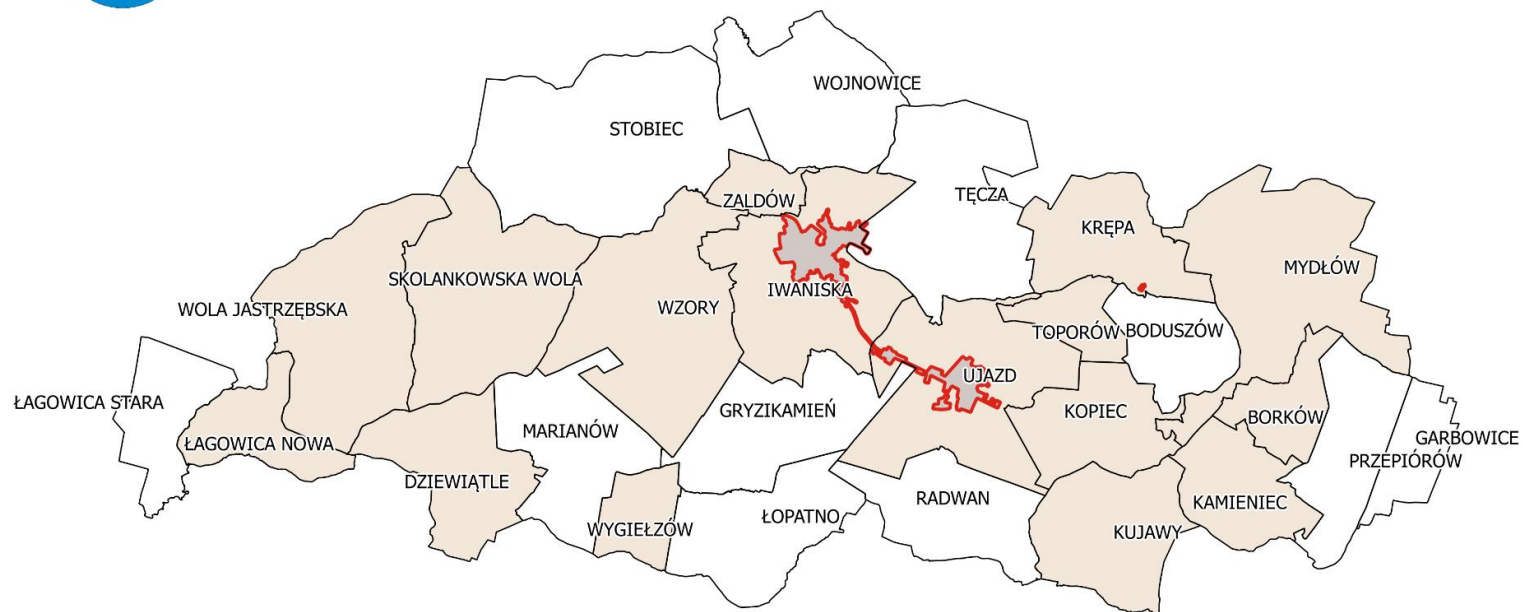 WOJNOWICE
STOBIEC
ZALDÓW
TĘCZA
KRĘPA
MYDŁÓW
SKOLANKOWSKA WOLA
IWANISKA
WOLA JASTRZĘBSKA
WZORY
TOPORÓW
BODUSZÓW
UJAZD
ŁAGOWICA STARA
GRYZIKAMIEŃ
KOPIEC
BORKÓW
MARIANÓW
GARBOWICE
ŁAGOWICA NOWA
PRZEPIÓRÓW
DZIEWIĄTLE
RADWAN
KAMIENIEC
ŁOPATNO
WYGIEŁZÓW
KUJAWY